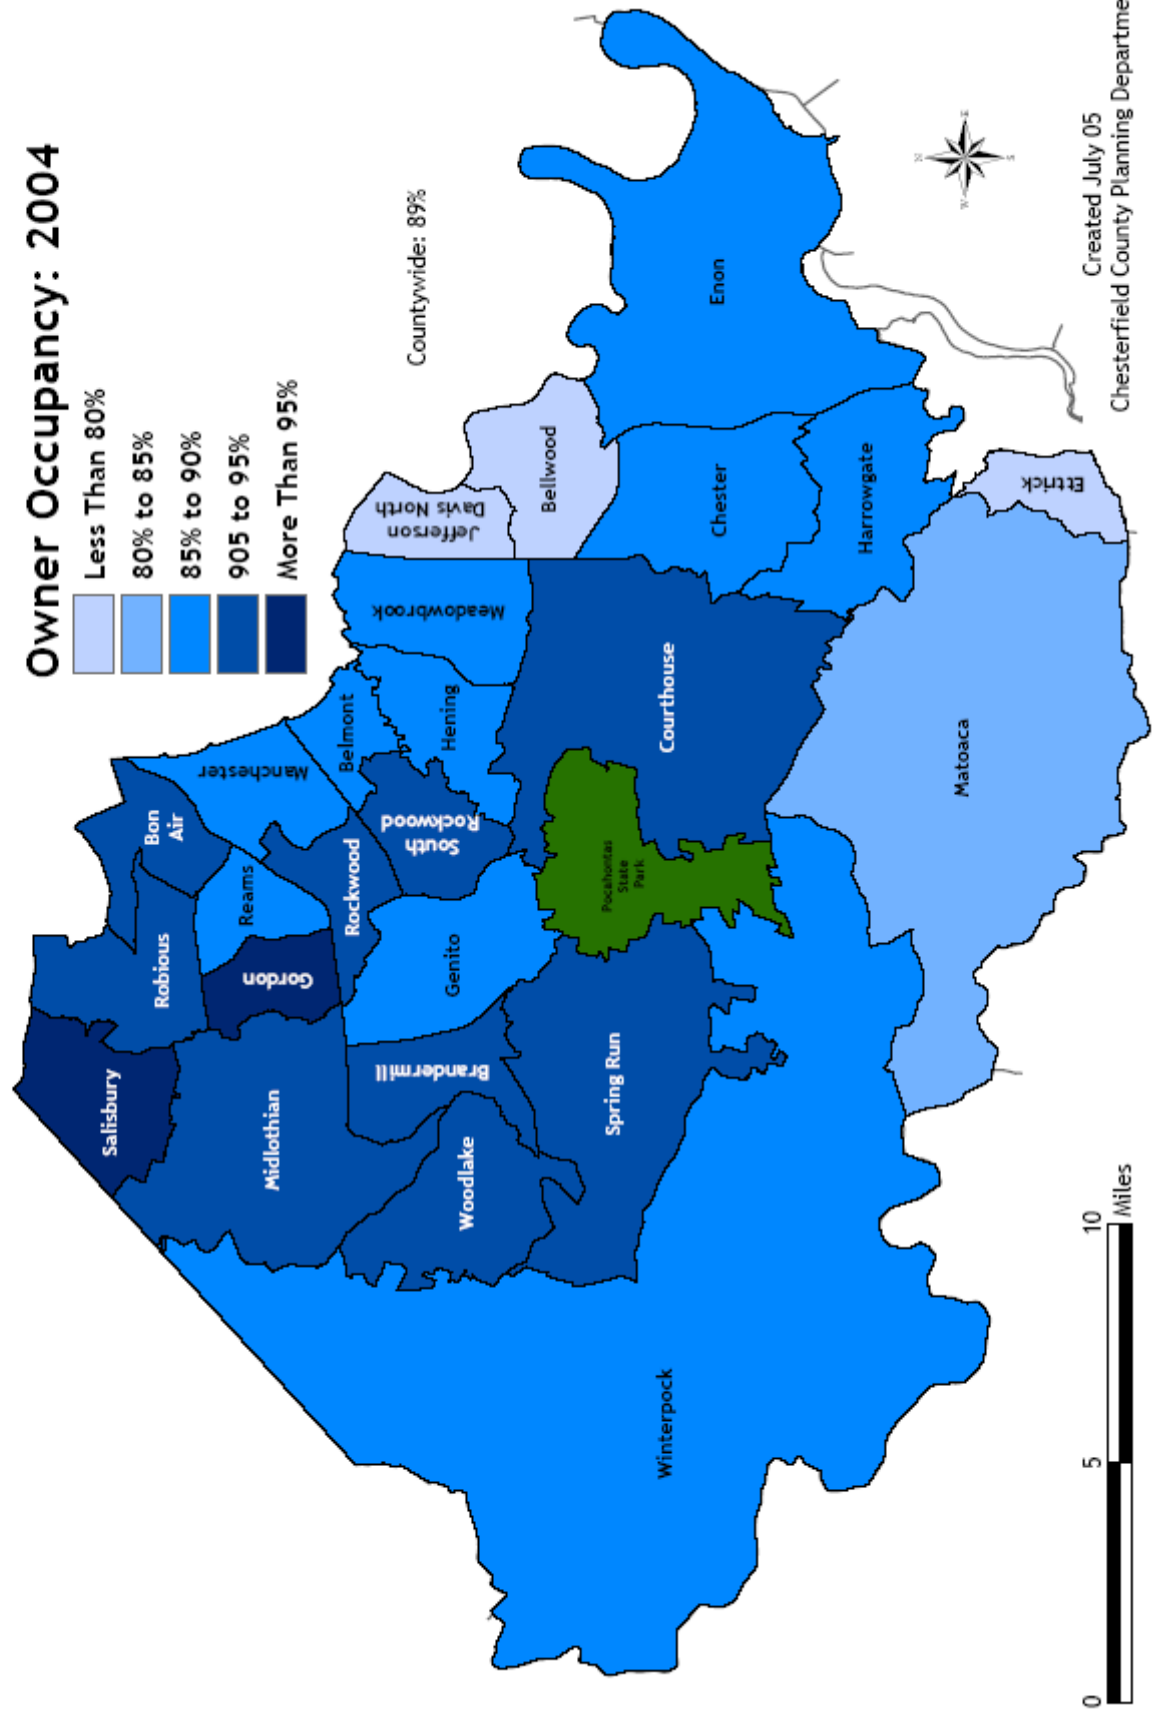 Owner Occupancy: 2004
Less Than 80%
80% to 85%
85% to 90%
905 to 95%
More Than 95%
Countywide: 89%
Salisbury
Robious
Bon
Air
Manchester
Reams
Gordon
Midlothian
Belmont
Rockwood
Hening
Meadowbrook
Jefferson
Davis North
South
Rockwood
Genito
Brandermill
Woodlake
Bellwood
Spring Run
Pocahontas
State
Park
Courthouse
Chester
Enon
Winterpock
Harrowgate
Matoaca
Ettrick
N
W
E
S
0
5
10
Miles
Created July 05
Chesterfield County Planning Departme